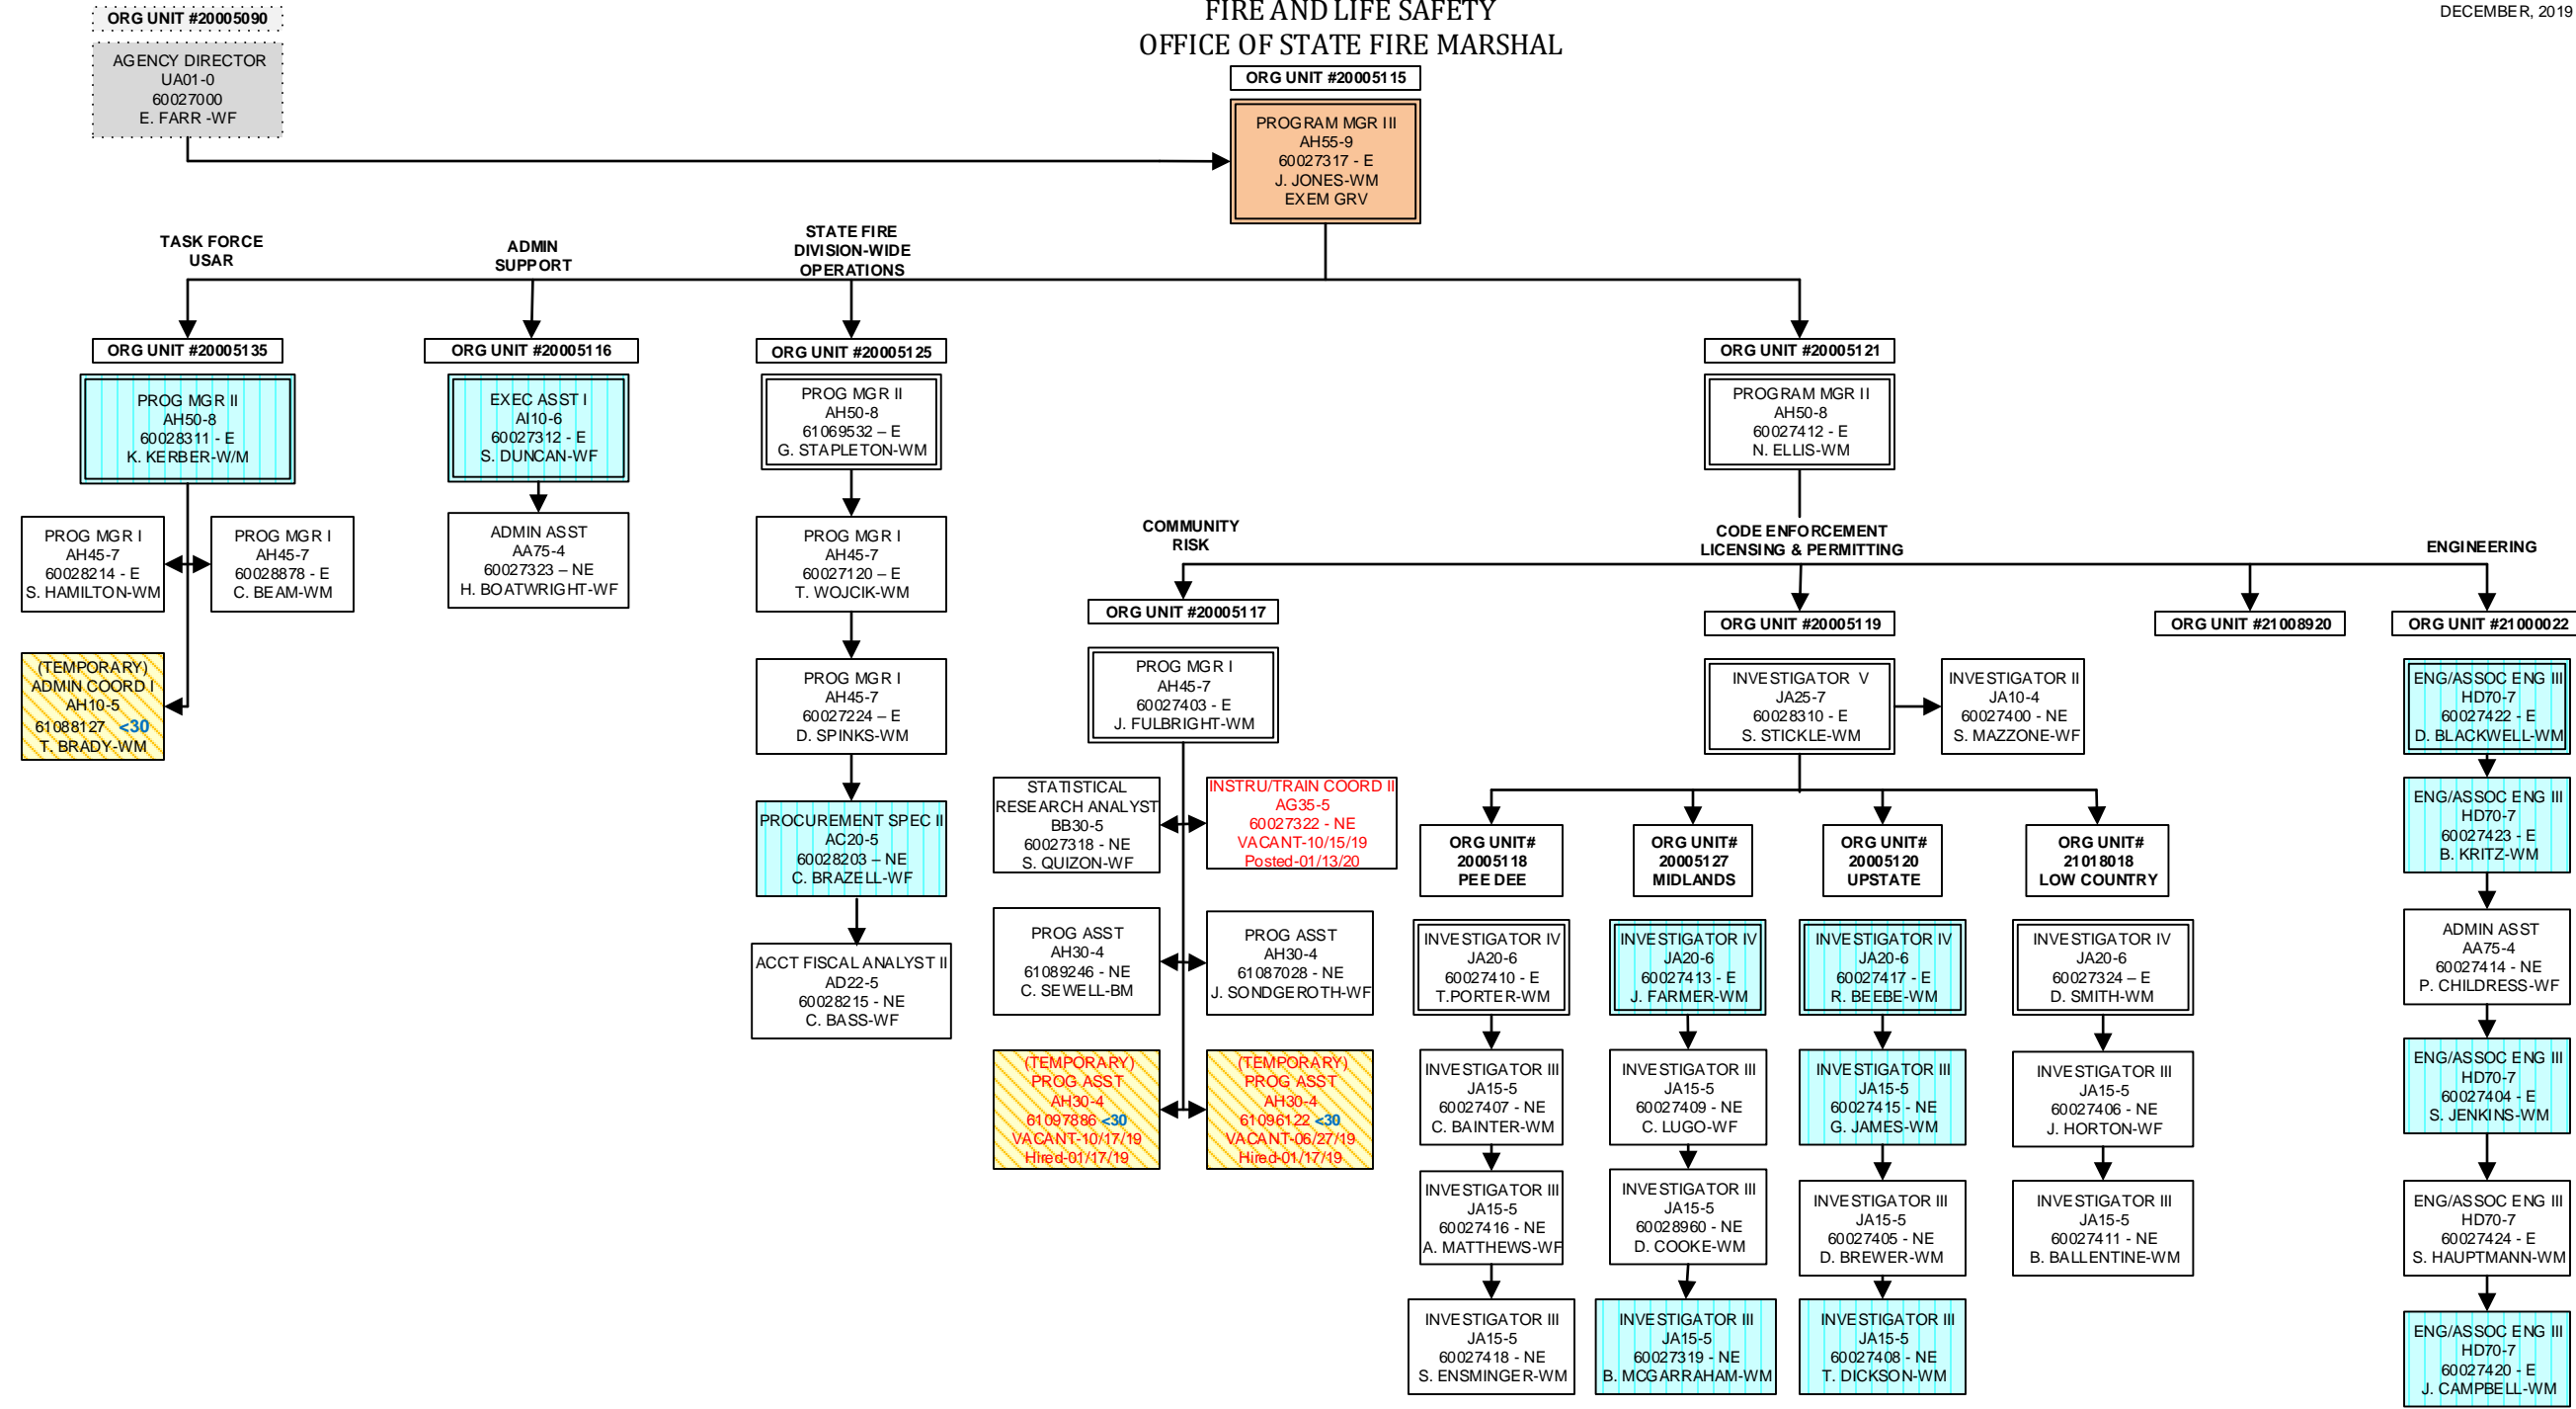 ORG UNIT #20005090
AGENCY DIRECTOR
UA01-0
60027000
E. FARR -WF
FIRE AND LIFE SAFETY
OFFICE OF STATE FIRE MARSHAL
DECEMBER, 2019
ORG UNIT #20005115
PROGRAM MGR III
AH55-9
60027317 - E
J. JONES-WM
EXEM GRV
TASK FORCE
USAR
ADMIN
SUPPORT
STATE FIRE
DIVISION-WIDE
OPERATIONS
ORG UNIT #20005135
PROG MGR II
AH50-8
60028311 - E
K. KERBER-W/M
PROG MGR I
AH45-7
60028214 - E
S. HAMILTON-WM
PROG MGR I
AH45-7
60028878 - E
C. BEAM-WM
(TEMPORARY)
ADMIN COORD I
AH10-5
61088127 <30
T. BRADY-WM
ORG UNIT #20005116
EXEC ASST I
AI10-6
60027312 - E
S. DUNCAN-WF
ADMIN ASST
AA75-4
60027323 – NE
H. BOATWRIGHT-WF
ORG UNIT #20005125
PROG MGR II
AH50-8
61069532 – E
G. STAPLETON-WM
PROG MGR I
AH45-7
60027120 – E
T. WOJCIK-WM
PROG MGR I
AH45-7
60027224 – E
D. SPINKS-WM
PROCUREMENT SPEC II
AC20-5
60028203 – NE
C. BRAZELL-WF
ACCT FISCAL ANALYST II
AD22-5
60028215 - NE
C. BASS-WF
ORG UNIT #20005121
PROGRAM MGR II
AH50-8
60027412 - E
N. ELLIS-WM
COMMUNITY
RISK
CODE ENFORCEMENT
LICENSING & PERMITTING
ENGINEERING
ORG UNIT #20005117
PROG MGR I
AH45-7
60027403 - E
J. FULBRIGHT-WM
STATISTICAL
RESEARCH ANALYST
BB30-5
60027318 - NE
S. QUIZON-WF
INSTRU/TRAIN COORD II
AG35-5
60027322 - NE
VACANT-10/15/19
Posted-01/13/20
PROG ASST
AH30-4
61089246 - NE
C. SEWELL-BM
PROG ASST
AH30-4
61087028 - NE
J. SONDGEROTH-WF
(TEMPORARY)
PROG ASST
AH30-4
61097886 <30
VACANT-10/17/19
Hired-01/17/19
(TEMPORARY)
PROG ASST
AH30-4
61096122 <30
VACANT-06/27/19
Hired-01/17/19
ORG UNIT #20005119
INVESTIGATOR V
JA25-7
60028310 - E
S. STICKLE-WM
INVESTIGATOR II
JA10-4
60027400 - NE
S. MAZZONE-WF
ORG UNIT#
20005118
PEE DEE
INVESTIGATOR IV
JA20-6
60027410 - E
T.PORTER-WM
INVESTIGATOR III
JA15-5
60027407 - NE
C. BAINTER-WM
INVESTIGATOR III
JA15-5
60027416 - NE
A. MATTHEWS-WF
INVESTIGATOR III
JA15-5
60027418 - NE
S. ENSMINGER-WM
ORG UNIT#
20005127
MIDLANDS
INVESTIGATOR IV
JA20-6
60027413 - E
J. FARMER-WM
INVESTIGATOR III
JA15-5
60027409 - NE
C. LUGO-WF
INVESTIGATOR III
JA15-5
60028960 - NE
D. COOKE-WM
INVESTIGATOR III
JA15-5
60027319 - NE
B. MCGARRAHAM-WM
ORG UNIT#
20005120
UPSTATE
INVESTIGATOR IV
JA20-6
60027417 - E
R. BEEBE-WM
INVESTIGATOR III
JA15-5
60027415 - NE
G. JAMES-WM
INVESTIGATOR III
JA15-5
60027405 - NE
D. BREWER-WM
INVESTIGATOR III
JA15-5
60027408 - NE
T. DICKSON-WM
ORG UNIT#
21018018
LOW COUNTRY
INVESTIGATOR IV
JA20-6
60027324 – E
D. SMITH-WM
INVESTIGATOR III
JA15-5
60027406 - NE
J. HORTON-WF
INVESTIGATOR III
JA15-5
60027411 - NE
B. BALLENTINE-WM
ORG UNIT #21008920
ORG UNIT #21000022
ENG/ASSOC ENG III
HD70-7
60027422 - E
D. BLACKWELL-WM
ENG/ASSOC ENG III
HD70-7
60027423 - E
B. KRITZ-WM
ADMIN ASST
AA75-4
60027414 - NE
P. CHILDRESS-WF
ENG/ASSOC ENG III
HD70-7
60027404 - E
S. JENKINS-WM
ENG/ASSOC ENG III
HD70-7
60027424 - E
S. HAUPTMANN-WM
ENG/ASSOC ENG III
HD70-7
60027420 - E
J. CAMPBELL-WM